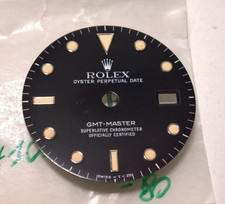 ROLEX
OYSTER PERPETUAL DATE
GMT-MASTER
SUPERLATIVE CHRONOMETER
OFFICIALLY CERTIFIED